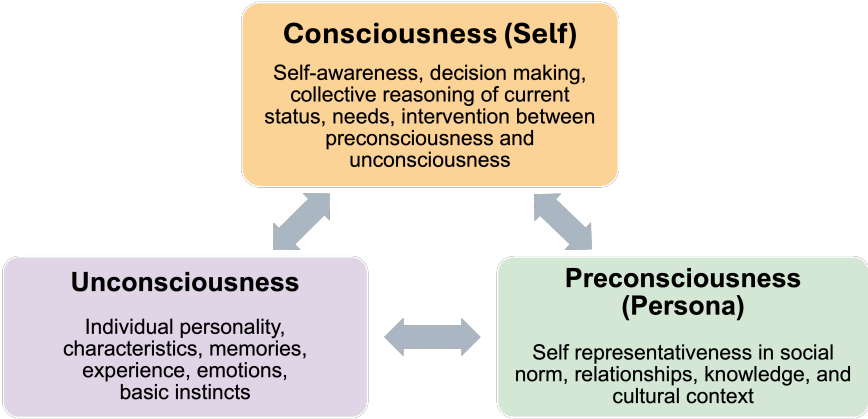 Consciousness (Self)
Self-awareness, decision making,
collective reasoning of current
status, needs, intervention between
preconsciousness and
unconsciousness
Unconsciousness
Individual personality,
characteristics, memories,
experience, emotions,
basic instincts
Preconsciousness
(Persona)
Self representativeness in social
norm, relationships, knowledge, and
cultural context